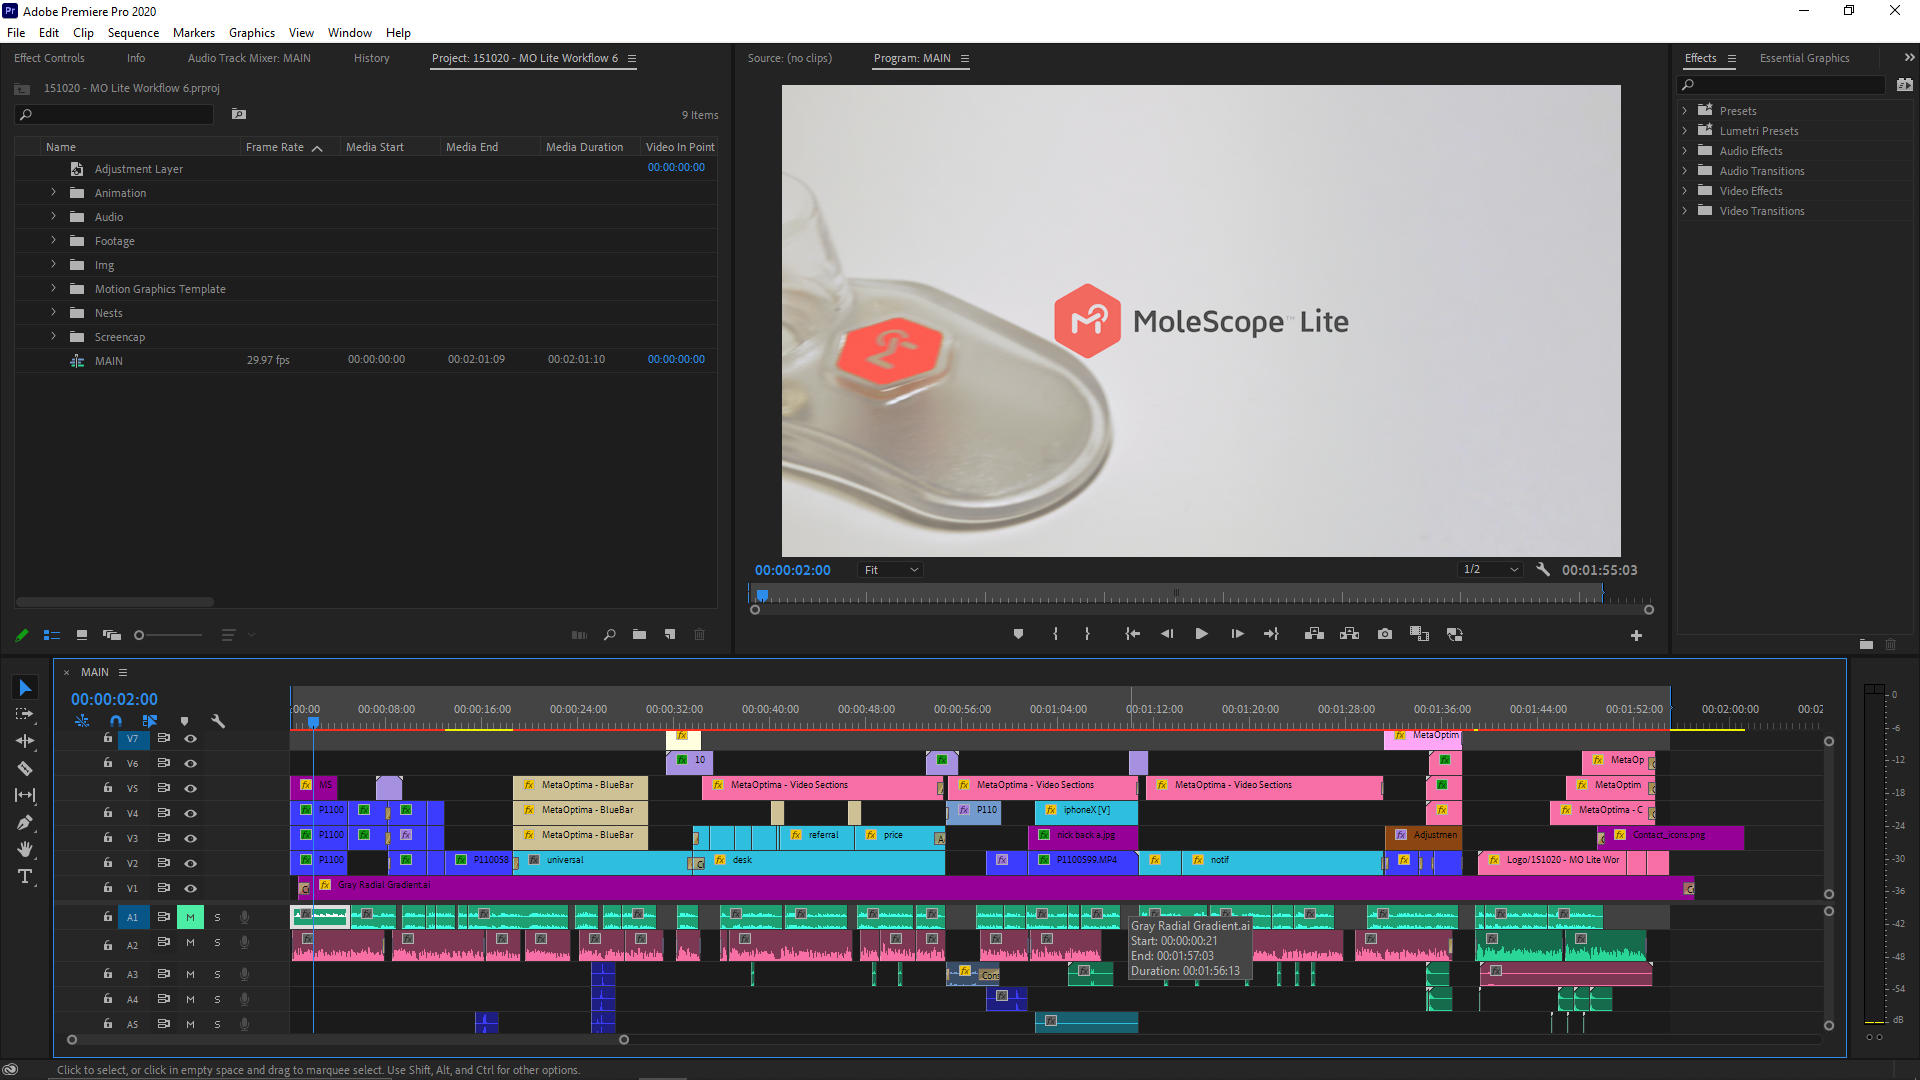 Adobe Premiere Pro 2020
File Edit Clip Sequence Markers Graphics View Window Help
Effect Controls Info Audio Track Mixer: MAIN History Project: 151020 - MO Lite Workflow 6
151020 - MO Lite Workflow 6.prproj
9 Items
Name Frame Rate Media Start Media End Media Duration Video In Point
Adjustment Layer 00:00:00:00
Animation
Audio
Footage
Img
Motion Graphics Template
Nests
Screencap
MAIN 29.97 fps 00:00:00:00 00:02:01:09 00:02:01:10 00:00:00:00
Source: (no clips) Program: MAIN
MoleScope™ Lite
00:00:02:00 Fit 1/2 00:01:55:03
Effects Essential Graphics
Presets
Lumetri Presets
Audio Effects
Audio Transitions
Video Effects
Video Transitions
× MAIN
00:00:02:00
:00:00 00:00:08:00 00:00:16:00 00:00:24:00 00:00:32:00 00:00:40:00 00:00:48:00 00:00:56:00 00:01:04:00 00:01:12:00 00:01:20:00 00:01:28:00 00:01:36:00 00:01:44:00 00:01:52:00 00:02:00:00 00:02
V7 MetaOptim
V6 10 MetaOp
V5 MS MetaOptima - BlueBar MetaOptima - Video Sections MetaOptima - Video Sections MetaOptima - Video Sections MetaOptim
V4 P1100 MetaOptima - BlueBar P110 iphoneX [V] MetaOptima - C
V3 P1100 MetaOptima - BlueBar referral price nick back a.jpg Adjustmen Contact_icons.png
V2 P1100 P110058 universal desk P1100599.MP4 notif Logo/151020 - MO Lite Wor
V1 Gray Radial Gradient.ai
A1 M S
A2 M S
A3 M S Cons
A4 M S
A5 M S
Gray Radial Gradient.ai
Start: 00:00:00:21
End: 00:01:57:03
Duration: 00:01:56:13
0
-6
-12
-18
-24
-30
-36
-42
-48
-54
dB
Click to select, or click in empty space and drag to marquee select. Use Shift, Alt, and Ctrl for other options.